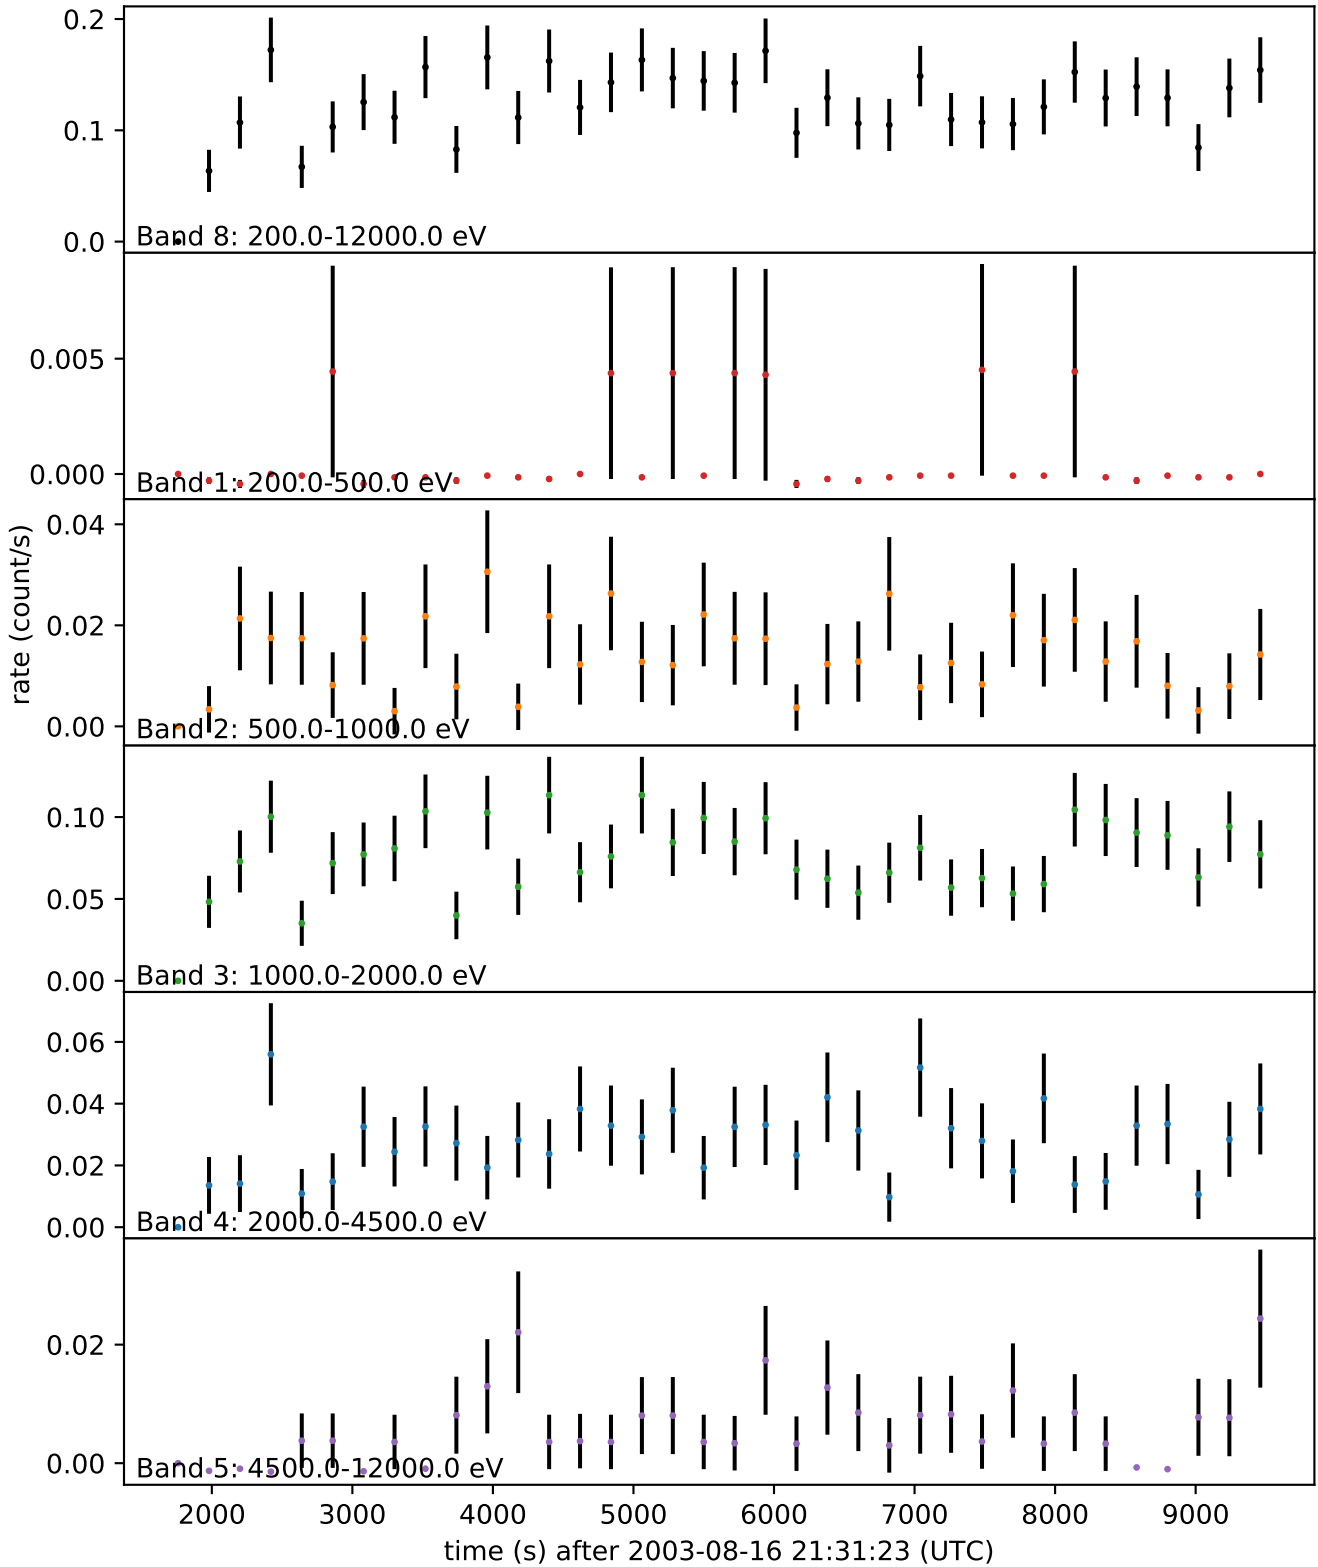 0.2
0.1
0.0
Band 8: 200.0-12000.0 eV
0.005
0.000
Band 1: 200.0-500.0 eV
rate (count/s)
0.04
0.02
0.00
Band 2: 500.0-1000.0 eV
0.10
0.05
0.00
Band 3: 1000.0-2000.0 eV
0.06
0.04
0.02
0.00
Band 4: 2000.0-4500.0 eV
0.02
0.00
Band 5: 4500.0-12000.0 eV
2000 3000 4000 5000 6000 7000 8000 9000
time (s) after 2003-08-16 21:31:23 (UTC)